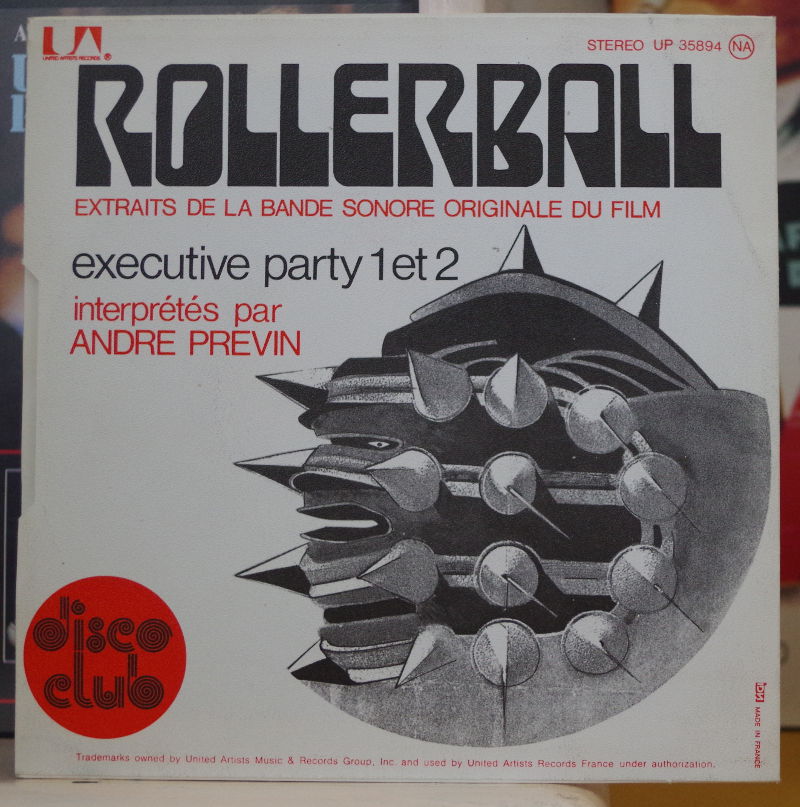 UA
UNITED ARTISTS RECORDS ®
STEREO UP 35894 NA
ROLLERBALL
EXTRAITS DE LA BANDE SONORE ORIGINALE DU FILM
executive party 1 et 2
interprétés par
ANDRE PREVIN
disco
club
MADE IN FRANCE
Trademarks owned by United Artists Music & Records Group, Inc. and used by United Artists Records France under authorization.